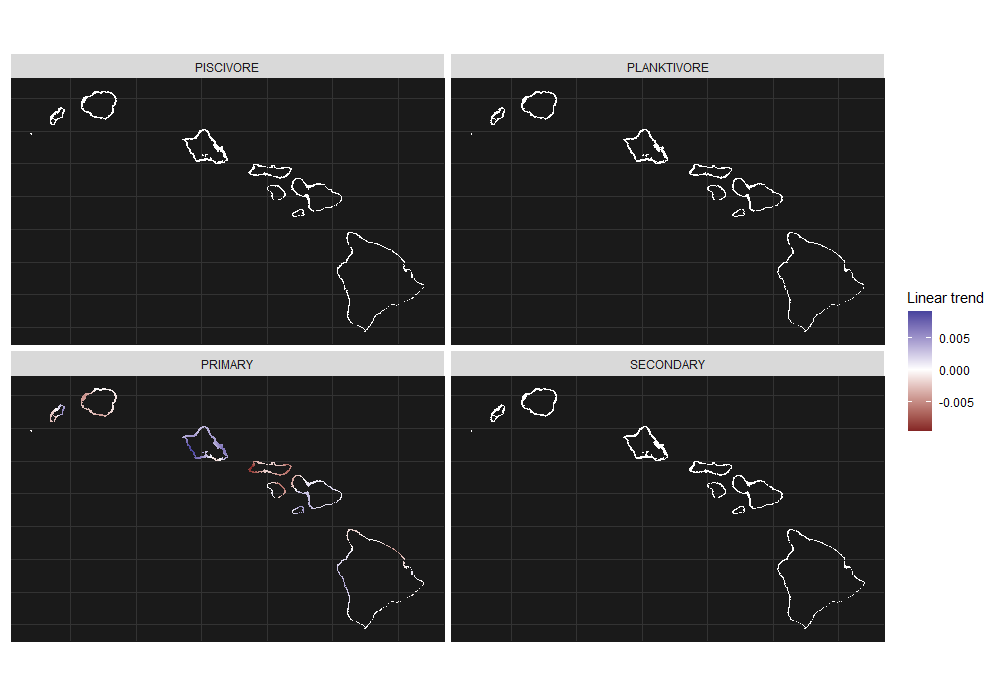 PISCIVORE
PLANKTIVORE
PRIMARY
SECONDARY
Linear trend
0.005
0.000
-0.005